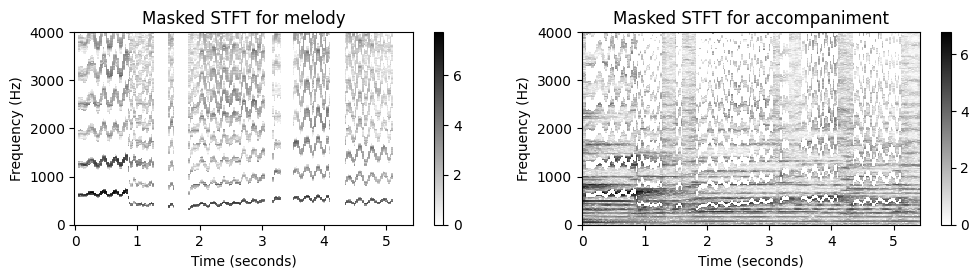 Masked STFT for melody
4000
3000
2000
1000
0
Frequency (Hz)
0 1 2 3 4 5
Time (seconds)
6
4
2
0
Masked STFT for accompaniment
4000
3000
2000
1000
0
Frequency (Hz)
0 1 2 3 4 5
Time (seconds)
6
4
2
0